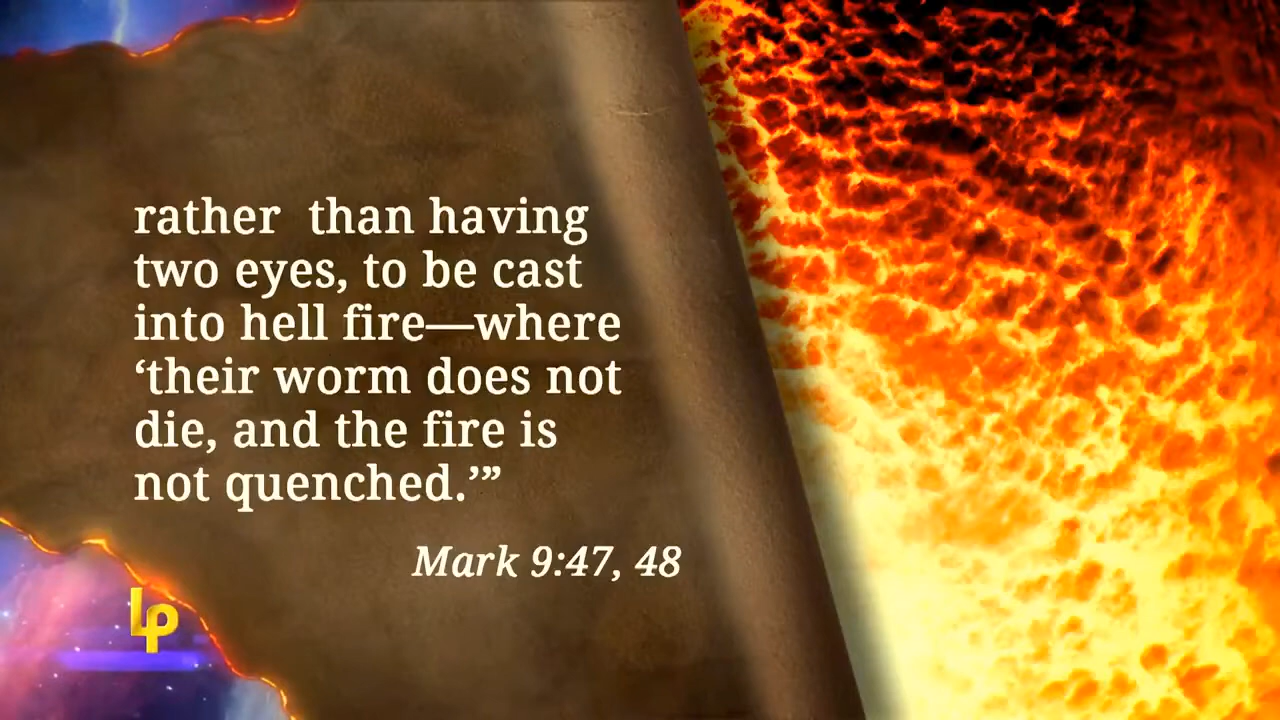 rather  than having
two eyes, to be cast
into hell fire—where
‘their worm does not
die, and the fire is
not quenched.’”
Mark 9:47, 48
LP